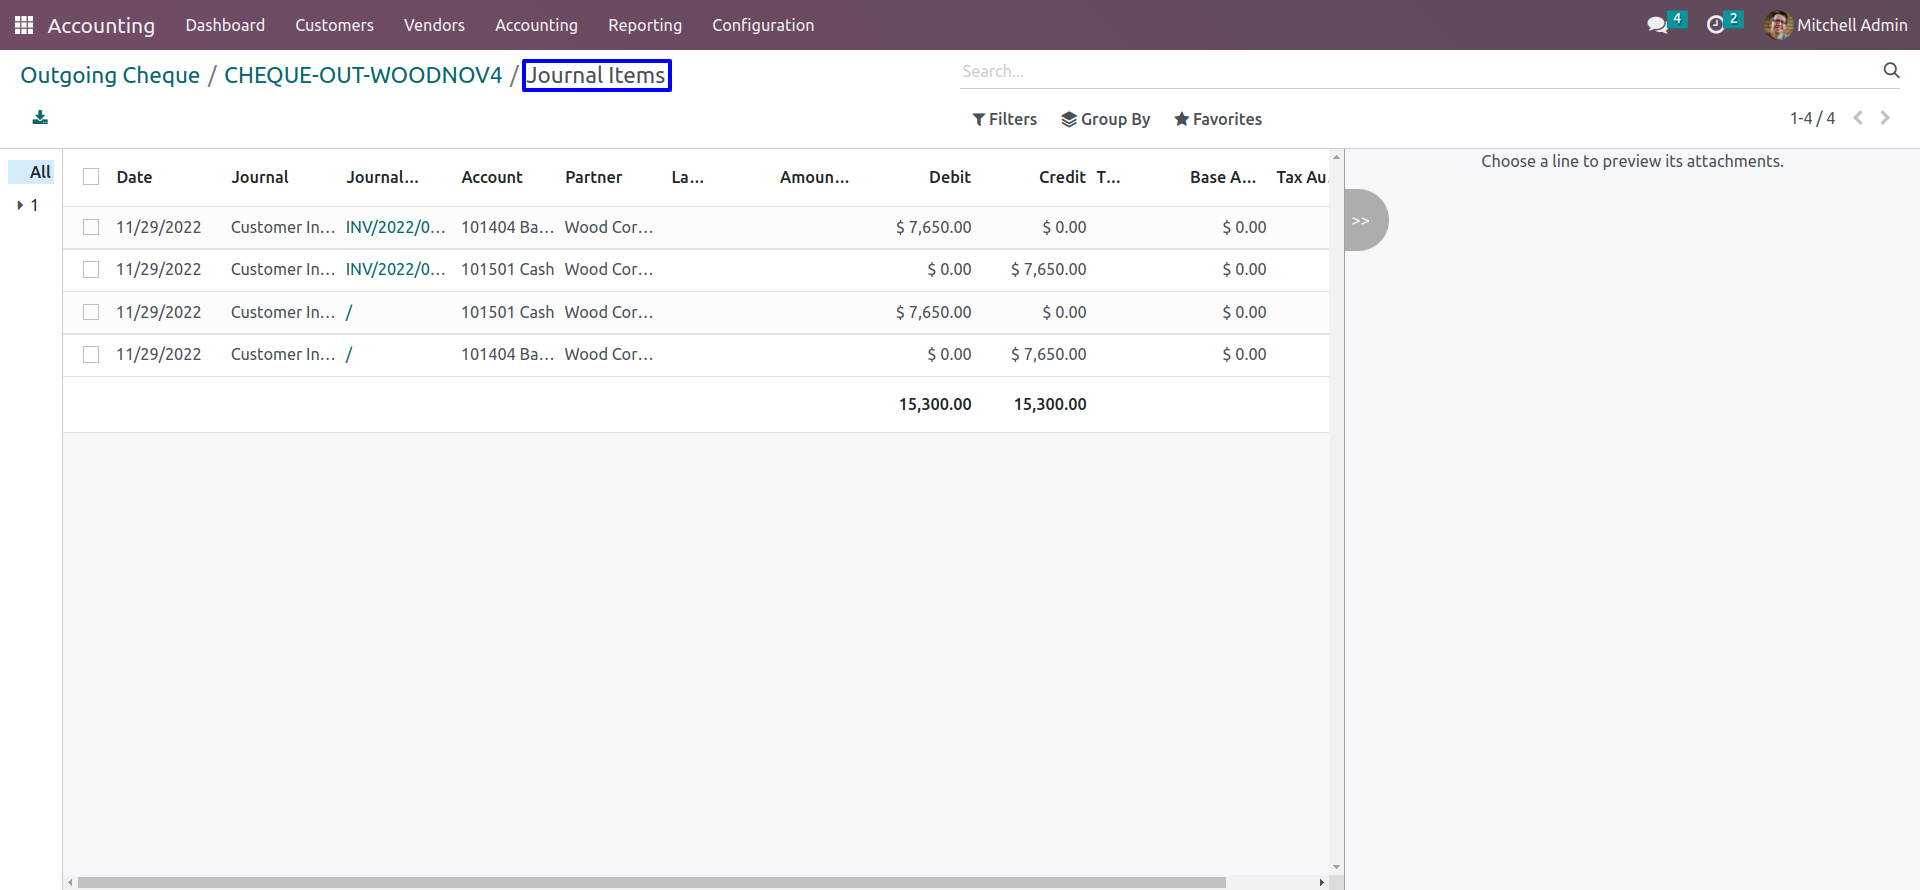 Accounting Dashboard Customers Vendors Accounting Reporting Configuration 4 2 Mitchell Admin
Outgoing Cheque / CHEQUE-OUT-WOODNOV4 / Journal Items
Search...
Filters Group By Favorites 1-4 / 4
All
1
Date Journal Journal... Account Partner La... Amoun... Debit Credit T... Base A... Tax Au.
11/29/2022 Customer In... INV/2022/0... 101404 Ba... Wood Cor... $ 7,650.00 $ 0.00 $ 0.00
11/29/2022 Customer In... INV/2022/0... 101501 Cash Wood Cor... $ 0.00 $ 7,650.00 $ 0.00
11/29/2022 Customer In... / 101501 Cash Wood Cor... $ 7,650.00 $ 0.00 $ 0.00
11/29/2022 Customer In... / 101404 Ba... Wood Cor... $ 0.00 $ 7,650.00 $ 0.00
15,300.00 15,300.00
Choose a line to preview its attachments.
>>